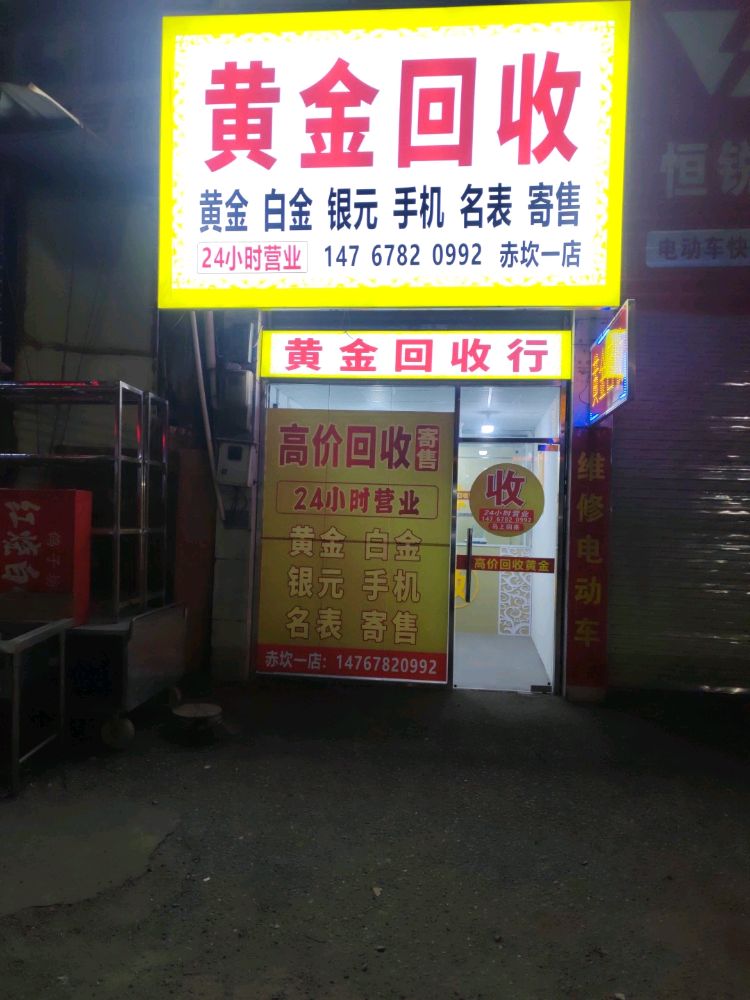 黄金回收
黄金 白金 银元 手机 名表 寄售
24小时营业 147 6782 0992 赤坎一店
恒锐
电动车快
黄金回收行
高价回收 寄售
24小时营业
黄金 白金
银元 手机
名表 寄售
赤坎一店：14767820992
收
24小时营业
147 6782 0992
马上回来
高价回收黄金
维修电动车